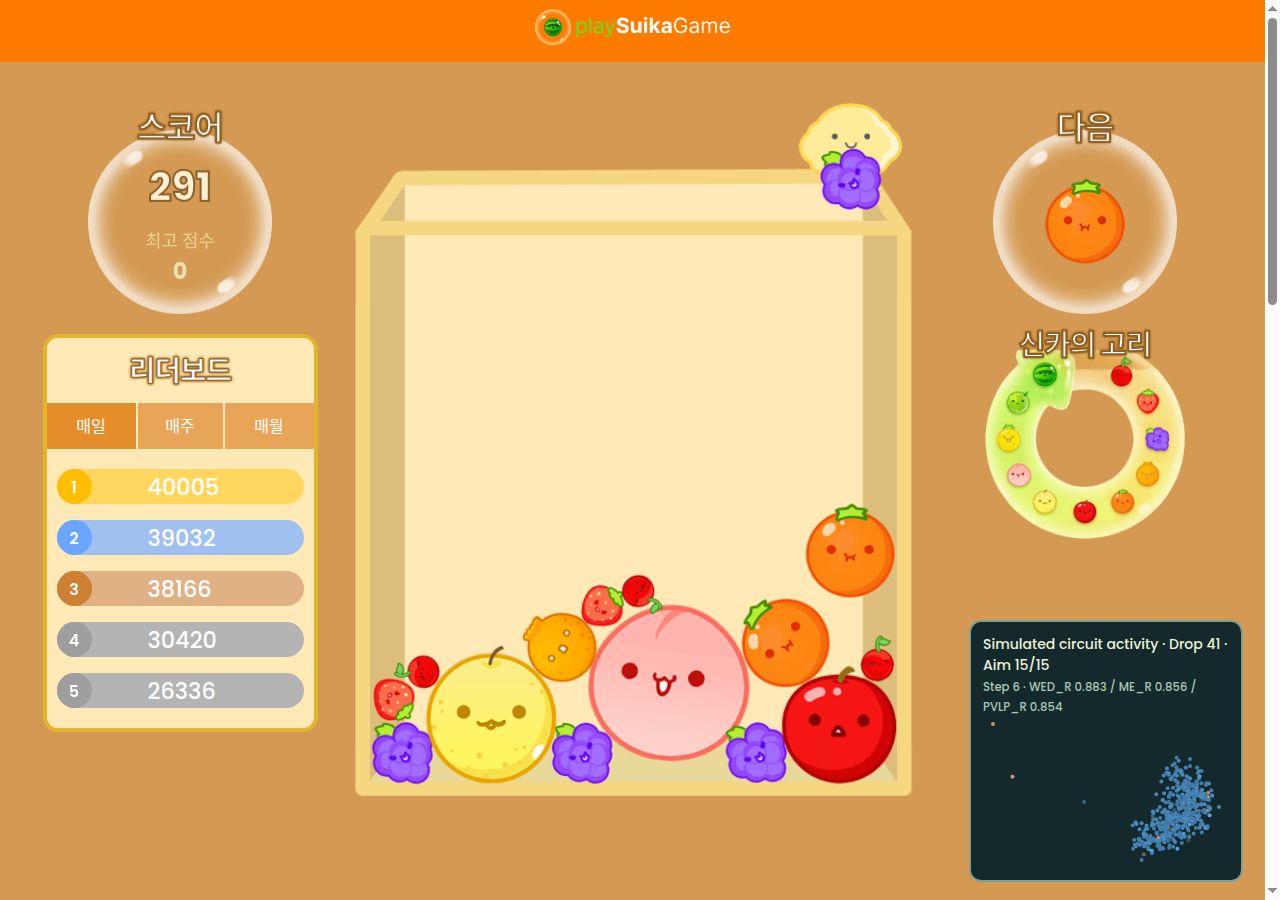 playSuikaGame
스코어
291
최고 점수
0
다음
리더보드
매일 매주 매월
1 40005
2 39032
3 38166
4 30420
5 26336
신카의 고리
Simulated circuit activity · Drop 41 ·
Aim 15/15
Step 6 · WED_R 0.883 / ME_R 0.856 /
PVLP_R 0.854